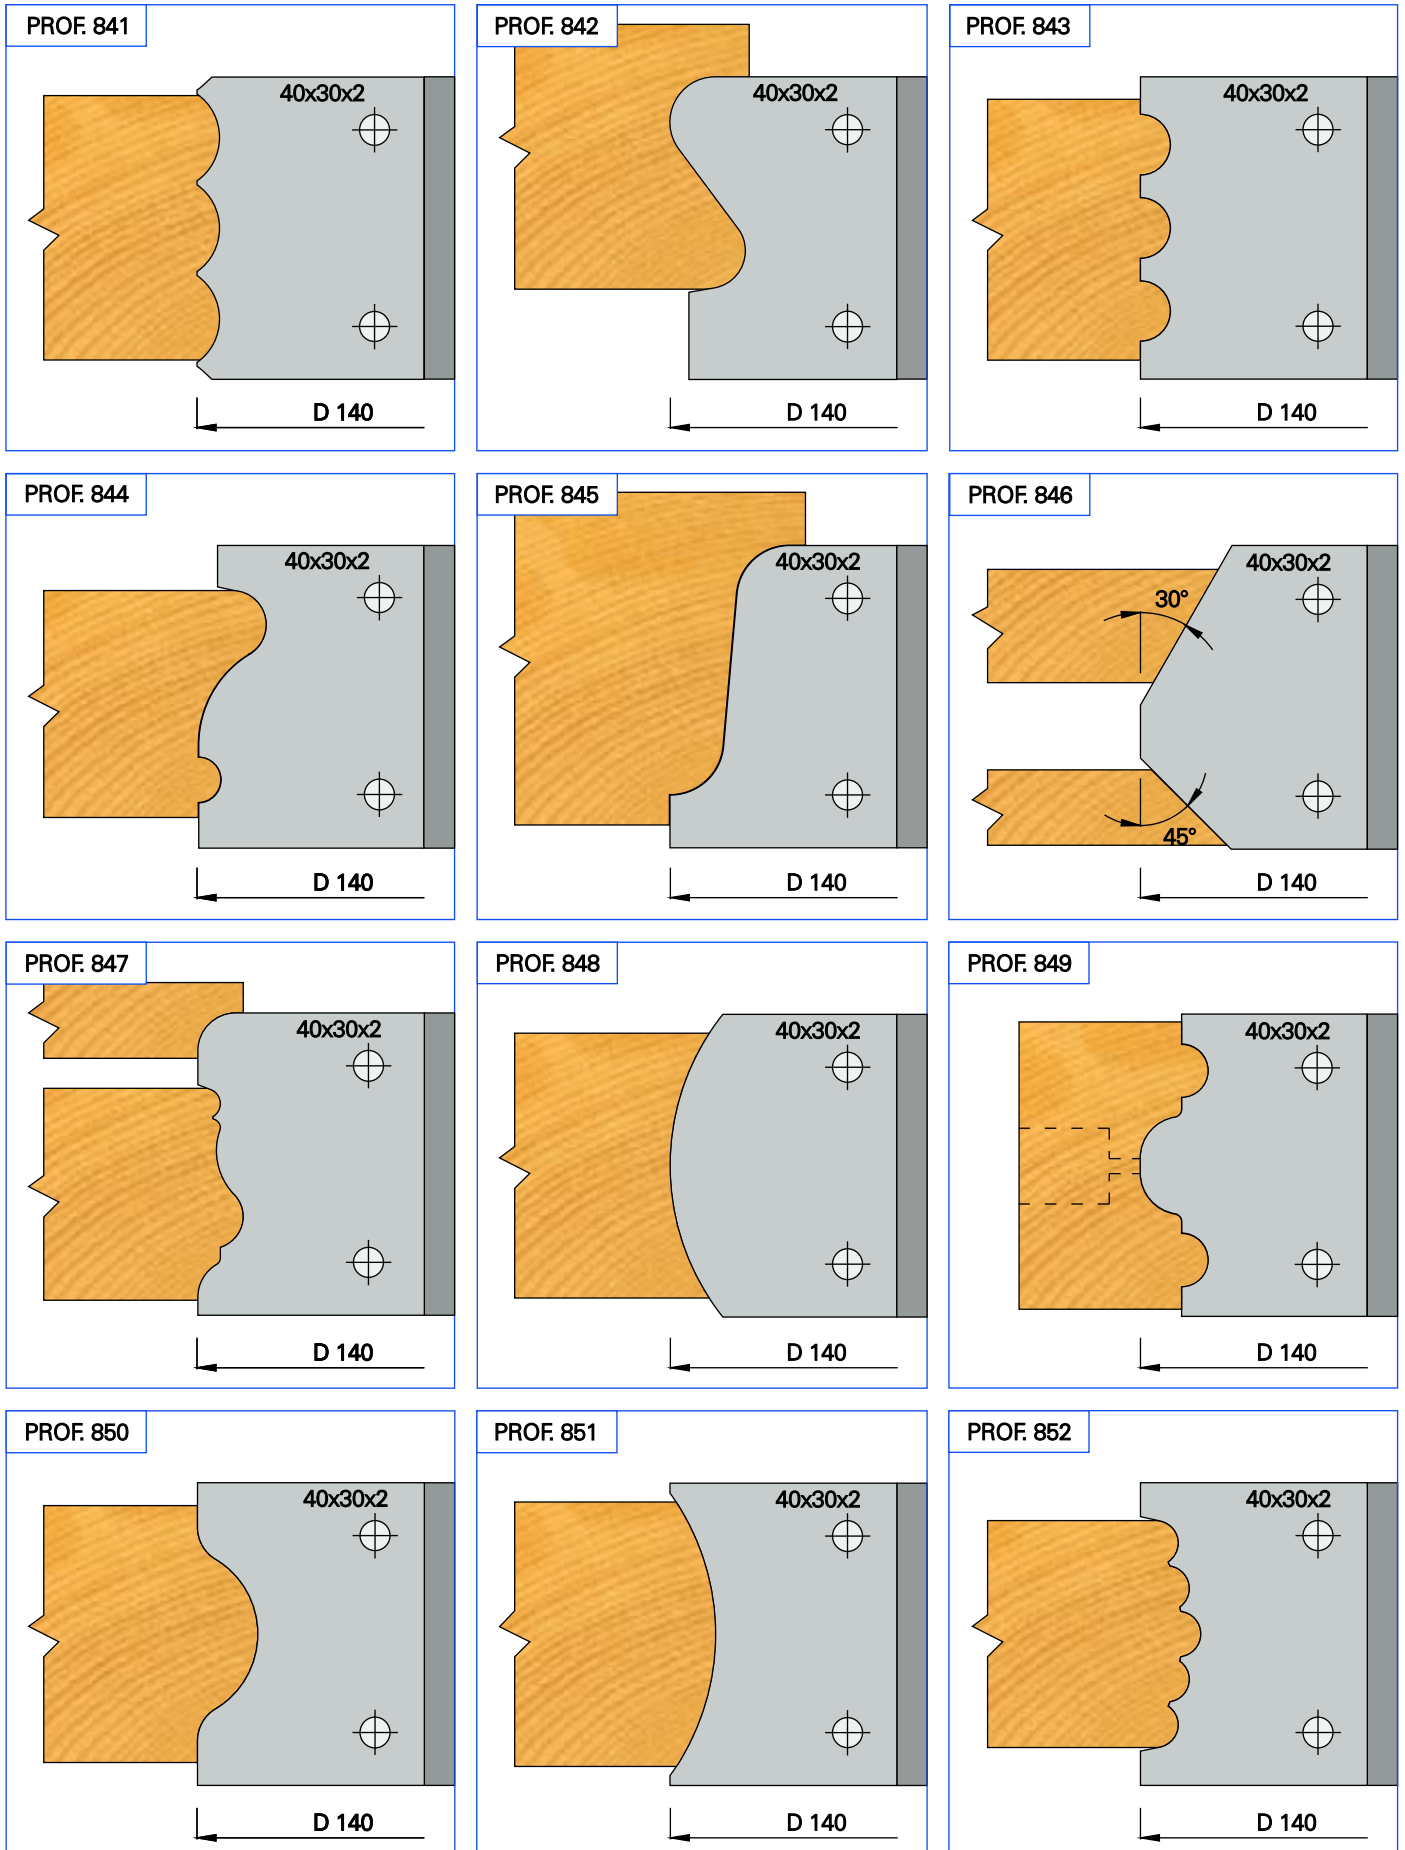 PROF. 841
40x30x2
D 140
PROF. 842
40x30x2
D 140
PROF. 843
40x30x2
D 140
PROF. 844
40x30x2
D 140
PROF. 845
40x30x2
D 140
PROF. 846
40x30x2
30°
45°
D 140
PROF. 847
40x30x2
D 140
PROF. 848
40x30x2
D 140
PROF. 849
40x30x2
D 140
PROF. 850
40x30x2
D 140
PROF. 851
40x30x2
D 140
PROF. 852
40x30x2
D 140